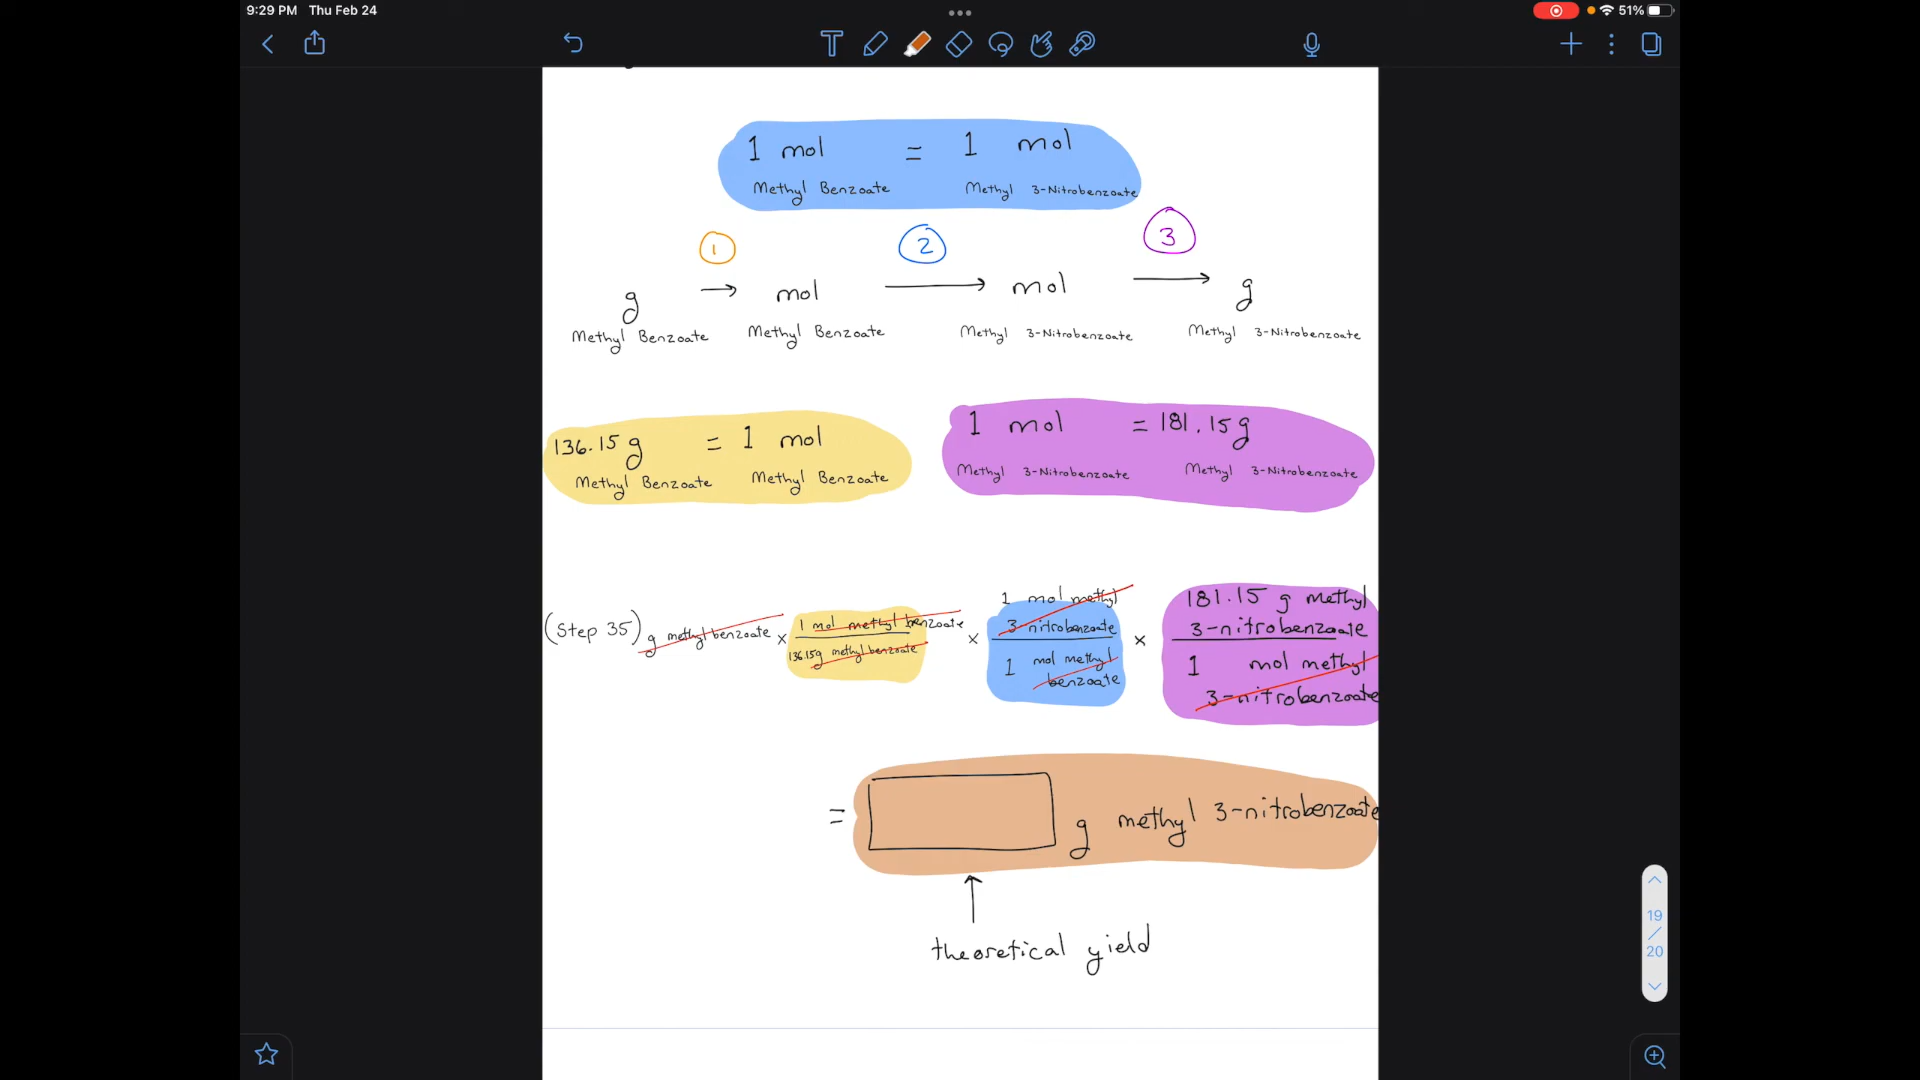 9:29 PM Thu Feb 24
51%
1 mol = 1 mol
Methyl Benzoate Methyl 3-Nitrobenzoate
1 2 3
g → mol → mol → g
Methyl Benzoate Methyl Benzoate Methyl 3-Nitrobenzoate Methyl 3-Nitrobenzoate
136.15 g = 1 mol
Methyl Benzoate Methyl Benzoate
1 mol = 181.15g
Methyl 3-Nitrobenzoate Methyl 3-Nitrobenzoate
(Step 35) g methyl benzoate ×
1 mol methyl benzoate
136.15g methyl benzoate
×
1 mol methyl
3-nitrobenzoate
1 mol methyl
benzoate
×
181.15 g methyl
3-nitrobenzoate
1 mol methyl
3-nitrobenzoate
= g methyl 3-nitrobenzoate
theoretical yield
19
/
20